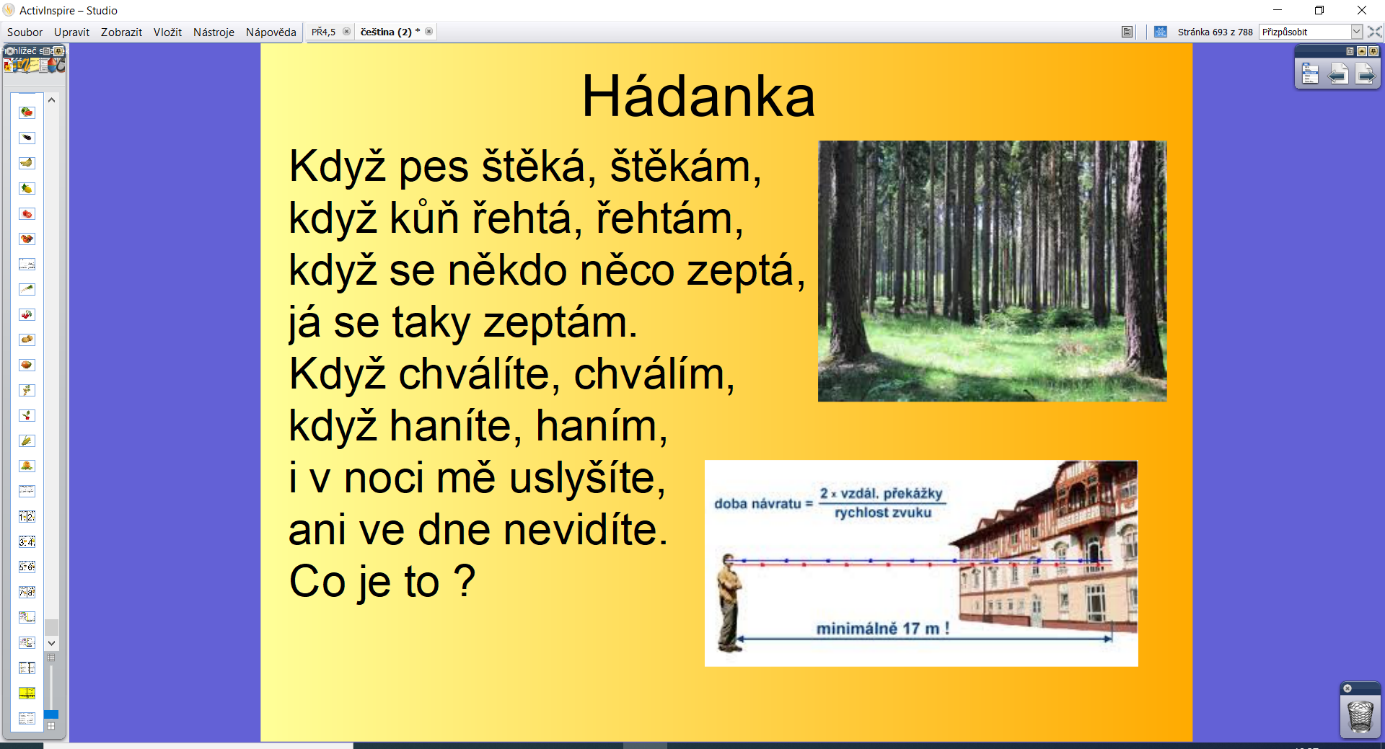 ActivInspire – Studio
Soubor Upravit Zobrazit Vložit Nástroje Nápověda
PŘ4,5
čeština (2) *
Stránka 693 z 788
Přizpůsobit
Hádanka
Když pes štěká, štěkám,
když kůň řehtá, řehtám,
když se někdo něco zeptá,
já se taky zeptám.
Když chválíte, chválím,
když haníte, haním,
i v noci mě uslyšíte,
ani ve dne nevidíte.
Co je to ?
doba návratu = 2 x vzdál. překážky
rychlost zvuku
minimálně 17 m !